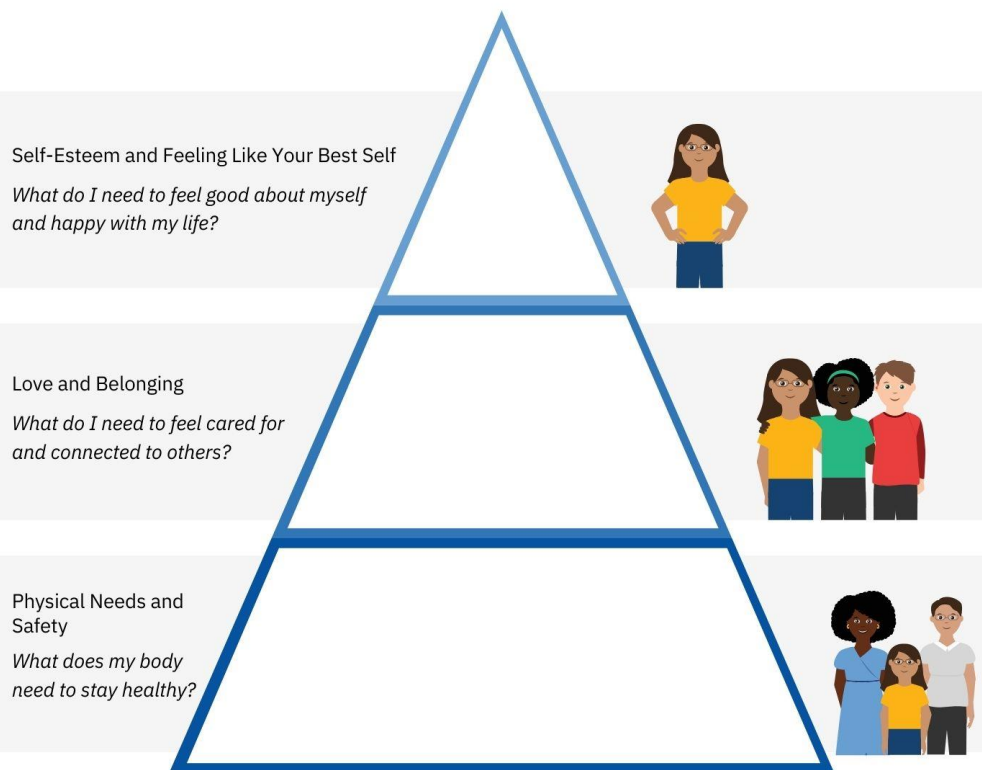 Self-Esteem and Feeling Like Your Best Self
What do I need to feel good about myself
and happy with my life?
Love and Belonging
What do I need to feel cared for
and connected to others?
Physical Needs and
Safety
What does my body
need to stay healthy?